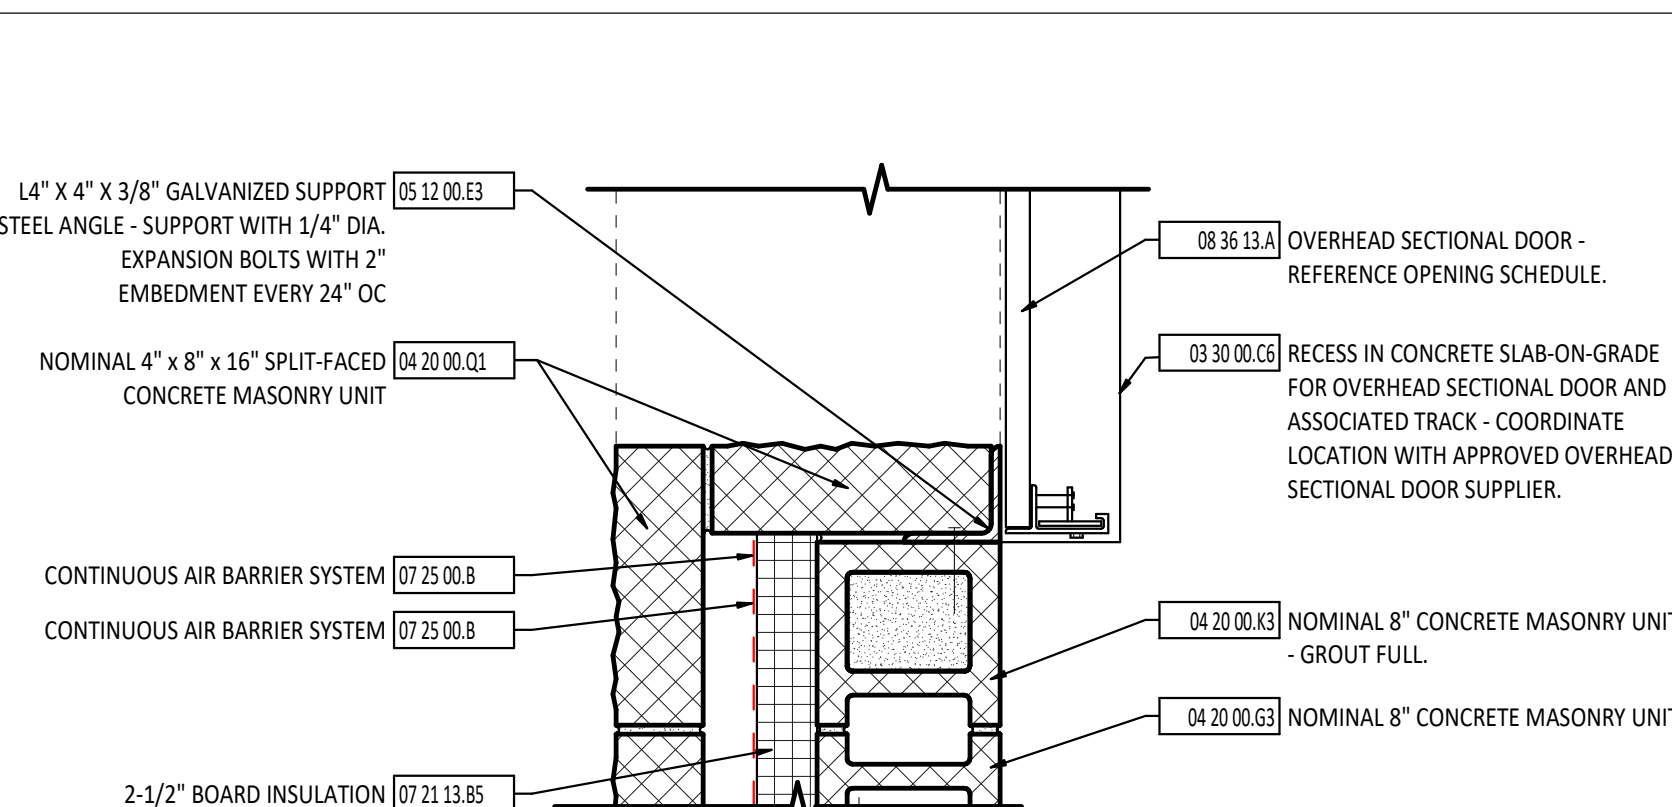 L4" X 4" X 3/8" GALVANIZED SUPPORT 05 12 00.E3
STEEL ANGLE - SUPPORT WITH 1/4" DIA.
EXPANSION BOLTS WITH 2"
EMBEDMENT EVERY 24" OC
NOMINAL 4" x 8" x 16" SPLIT-FACED 04 20 00.Q1
CONCRETE MASONRY UNIT
CONTINUOUS AIR BARRIER SYSTEM 07 25 00.B
CONTINUOUS AIR BARRIER SYSTEM 07 25 00.B
2-1/2" BOARD INSULATION 07 21 13.B5
08 36 13.A OVERHEAD SECTIONAL DOOR -
REFERENCE OPENING SCHEDULE.
03 30 00.C6 RECESS IN CONCRETE SLAB-ON-GRADE
FOR OVERHEAD SECTIONAL DOOR AND
ASSOCIATED TRACK - COORDINATE
LOCATION WITH APPROVED OVERHEAD
SECTIONAL DOOR SUPPLIER.
04 20 00.K3 NOMINAL 8" CONCRETE MASONRY UNIT
- GROUT FULL.
04 20 00.G3 NOMINAL 8" CONCRETE MASONRY UNIT